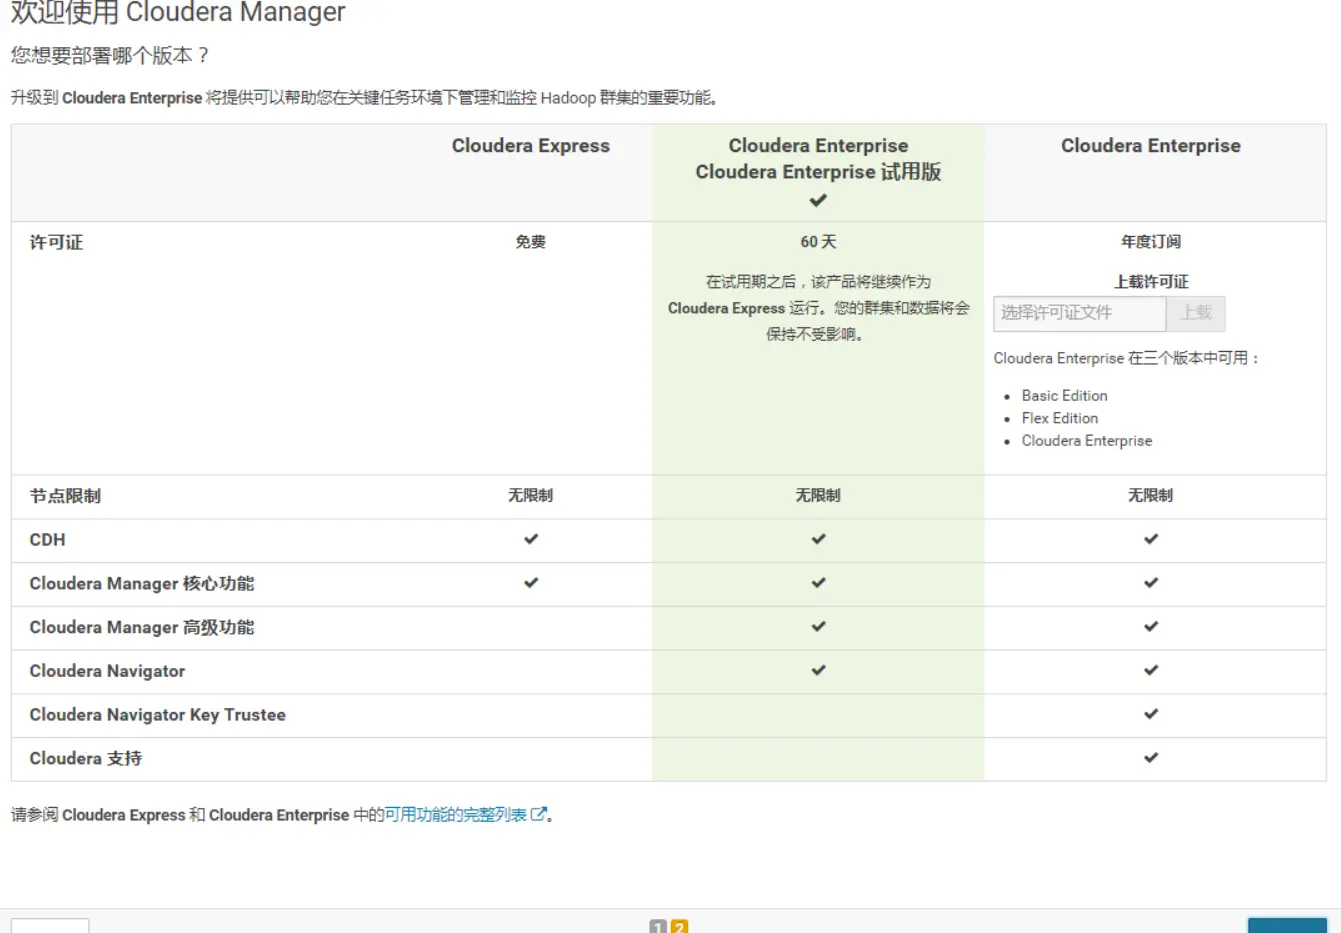 欢迎使用 Cloudera Manager
您想要部署哪个版本？
升级到 Cloudera Enterprise 将提供可以帮助您在关键任务环境下管理和监控 Hadoop 群集的重要功能。
Cloudera Express
Cloudera Enterprise
Cloudera Enterprise 试用版
Cloudera Enterprise
许可证
免费
60 天
在试用期之后，该产品将继续作为
Cloudera Express 运行。您的群集和数据将会
保持不受影响。
年度订阅
上载许可证
选择许可证文件 上载
Cloudera Enterprise 在三个版本中可用：
Basic Edition
Flex Edition
Cloudera Enterprise
节点限制 无限制 无限制 无限制
CDH
Cloudera Manager 核心功能
Cloudera Manager 高级功能
Cloudera Navigator
Cloudera Navigator Key Trustee
Cloudera 支持
请参阅 Cloudera Express 和 Cloudera Enterprise 中的可用功能的完整列表。
1 2